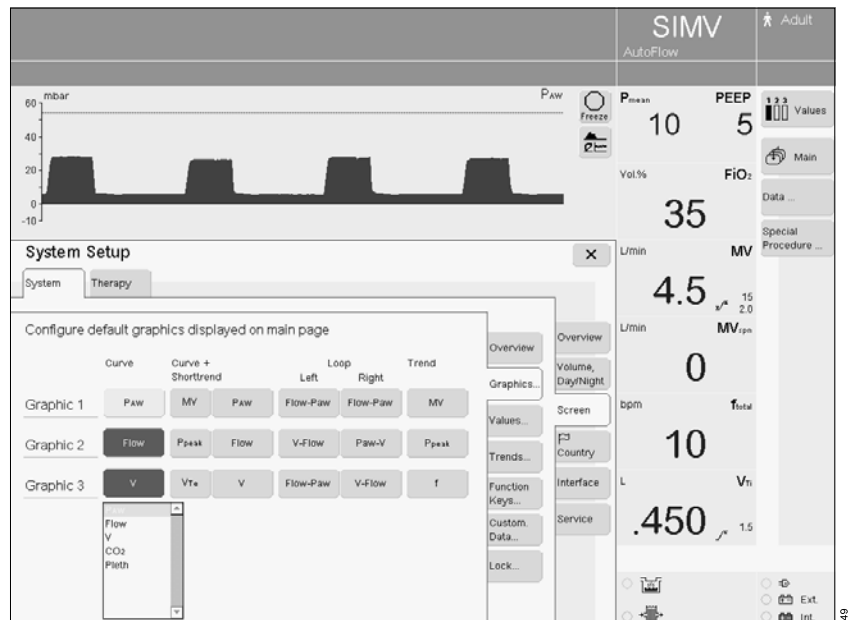 SIMV
AutoFlow
Adult
mbar
Paw
60
40
20
0
-10
Freeze
Pmean PEEP
10 5
1 2 3
Values
Main
Vol.% FiO2
35
Data ...
Special
Procedure ...
L/min MV
4.5 15
2.0
L/min MVspn
0
bpm ftotal
10
L VTi
.450 1.5
Ext.
Int.
System Setup
System Therapy
Configure default graphics displayed on main page
Curve Curve + Loop Trend
Shorttrend Left Right
Graphic 1 Paw MV Paw Flow-Paw Flow-Paw MV
Graphic 2 Flow Ppeak Flow V-Flow Paw-V Ppeak
Graphic 3 V VTe V Flow-Paw V-Flow f
Paw
Flow
V
CO2
Pleth
Overview
Graphics...
Values...
Trends...
Function
Keys...
Custom.
Data...
Lock...
Overview
Volume,
Day/Night
Screen
Country
Interface
Service
49